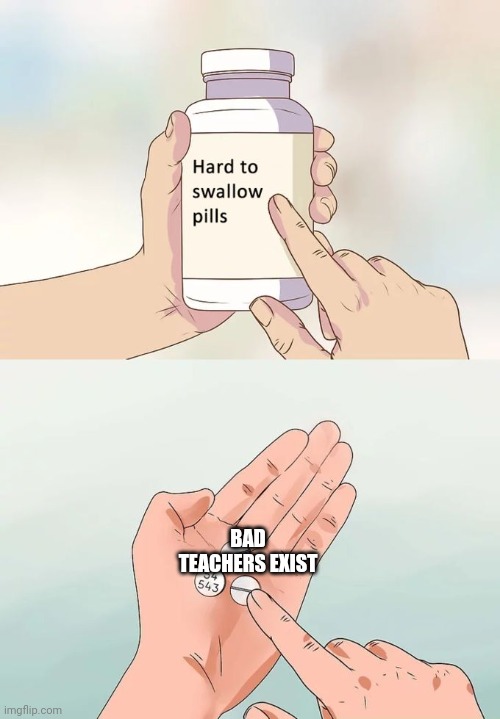 Hard to
swallow
pills
BAD
TEACHERS EXIST
543
imgflip.com